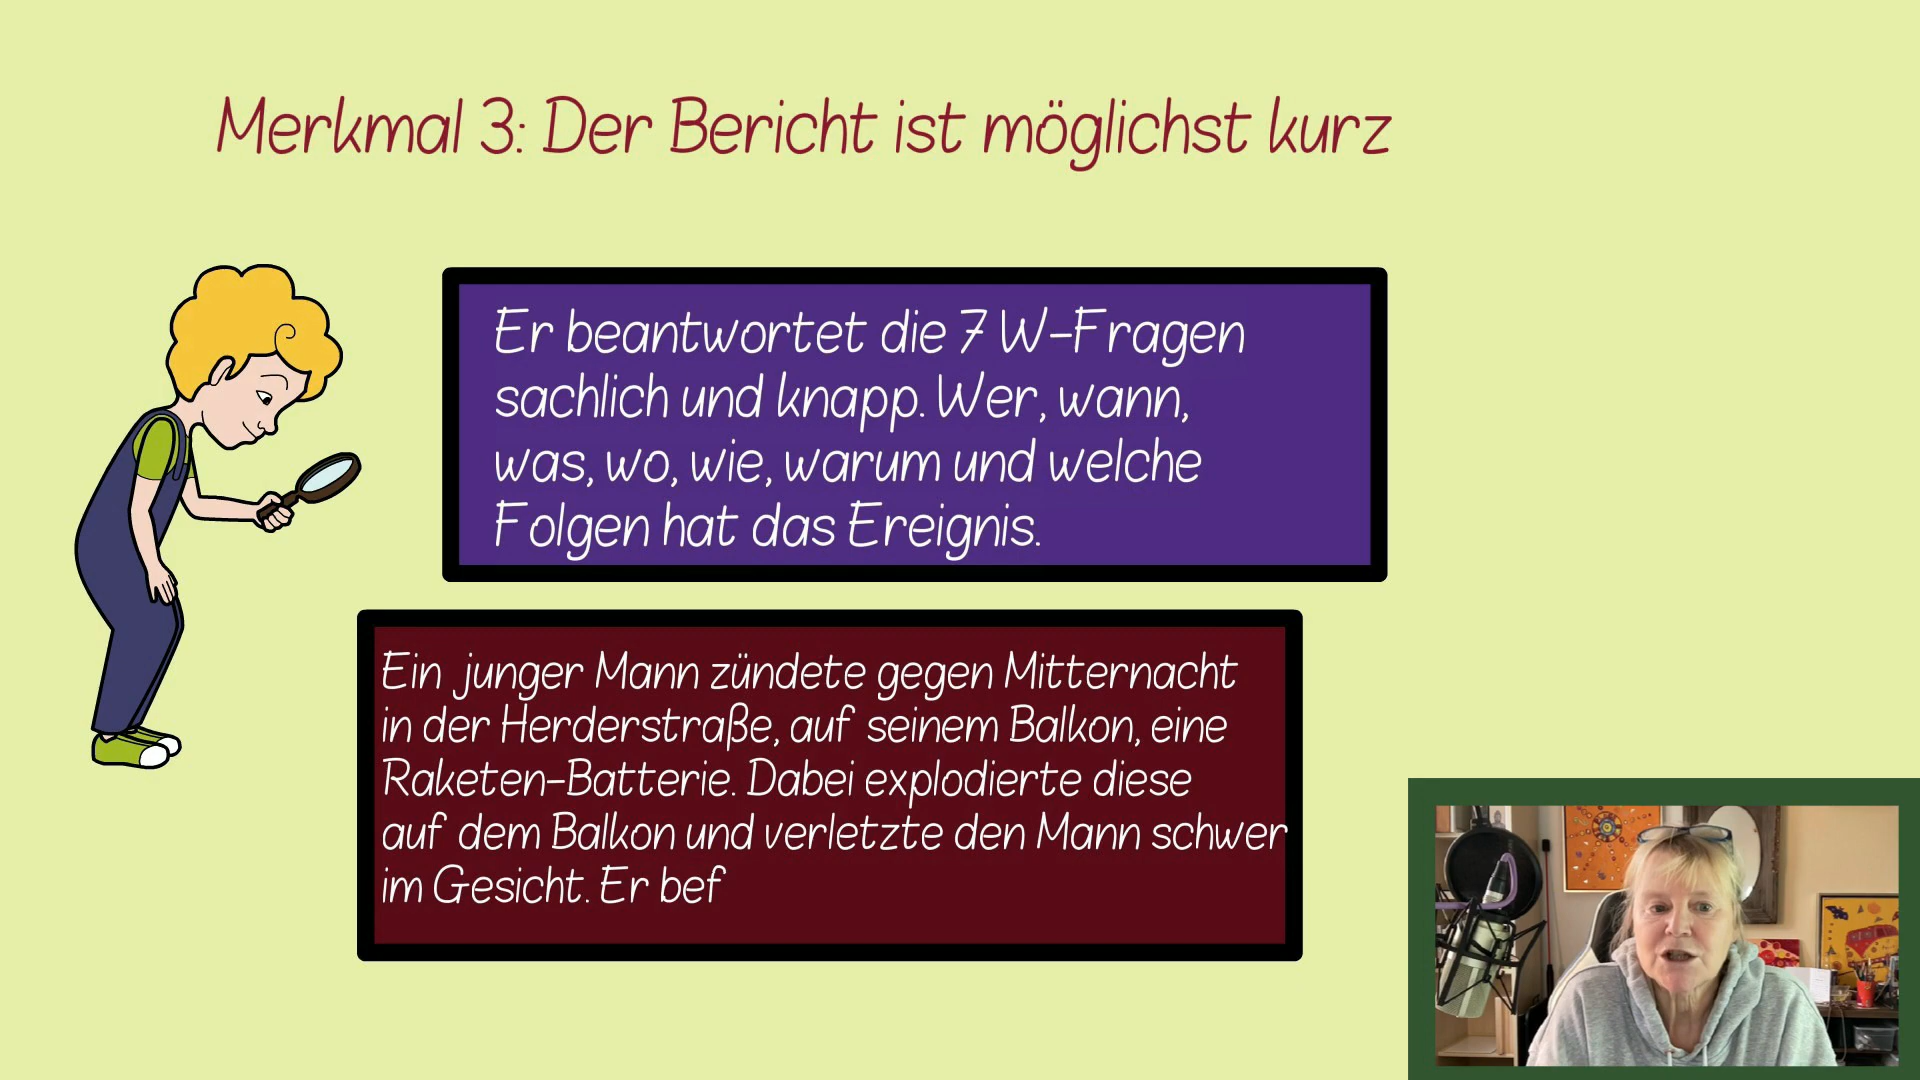 Merkmal 3: Der Bericht ist möglichst kurz
Er beantwortet die 7 W-Fragen
sachlich und knapp. Wer, wann,
was, wo, wie, warum und welche
Folgen hat das Ereignis.
Ein junger Mann zündete gegen Mitternacht
in der Herderstraße, auf seinem Balkon, eine
Raketen-Batterie. Dabei explodierte diese
auf dem Balkon und verletzte den Mann schwer
im Gesicht. Er bef